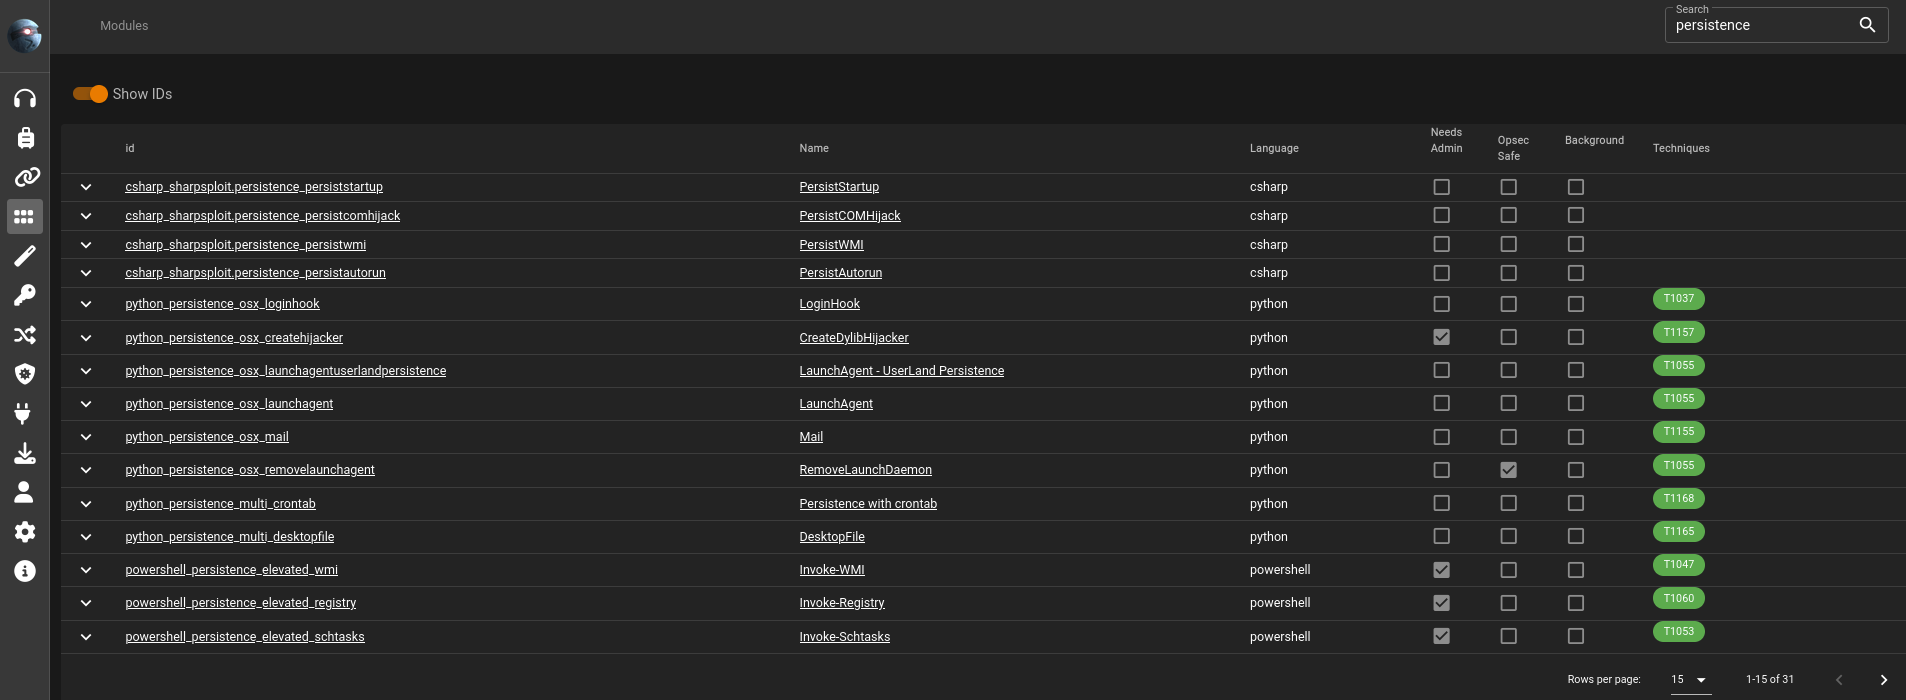 Modules
Search
persistence
Show IDs
id Name Language Needs Admin Opsec Safe Background Techniques
csharp_sharpsploit.persistence_persiststartup PersistStartup csharp
csharp_sharpsploit.persistence_persistcomhijack PersistCOMHijack csharp
csharp_sharpsploit.persistence_persistwmi PersistWMI csharp
csharp_sharpsploit.persistence_persistautorun PersistAutorun csharp
python_persistence_osx_loginhook LoginHook python T1037
python_persistence_osx_createhijacker CreateDylibHijacker python T1157
python_persistence_osx_launchagentuserlandpersistence LaunchAgent - UserLand Persistence python T1055
python_persistence_osx_launchagent LaunchAgent python T1055
python_persistence_osx_mail Mail python T1155
python_persistence_osx_removelaunchagent RemoveLaunchDaemon python T1055
python_persistence_multi_crontab Persistence with crontab python T1168
python_persistence_multi_desktopfile DesktopFile python T1165
powershell_persistence_elevated_wmi Invoke-WMI powershell T1047
powershell_persistence_elevated_registry Invoke-Registry powershell T1060
powershell_persistence_elevated_schtasks Invoke-Schtasks powershell T1053
Rows per page: 15 1-15 of 31